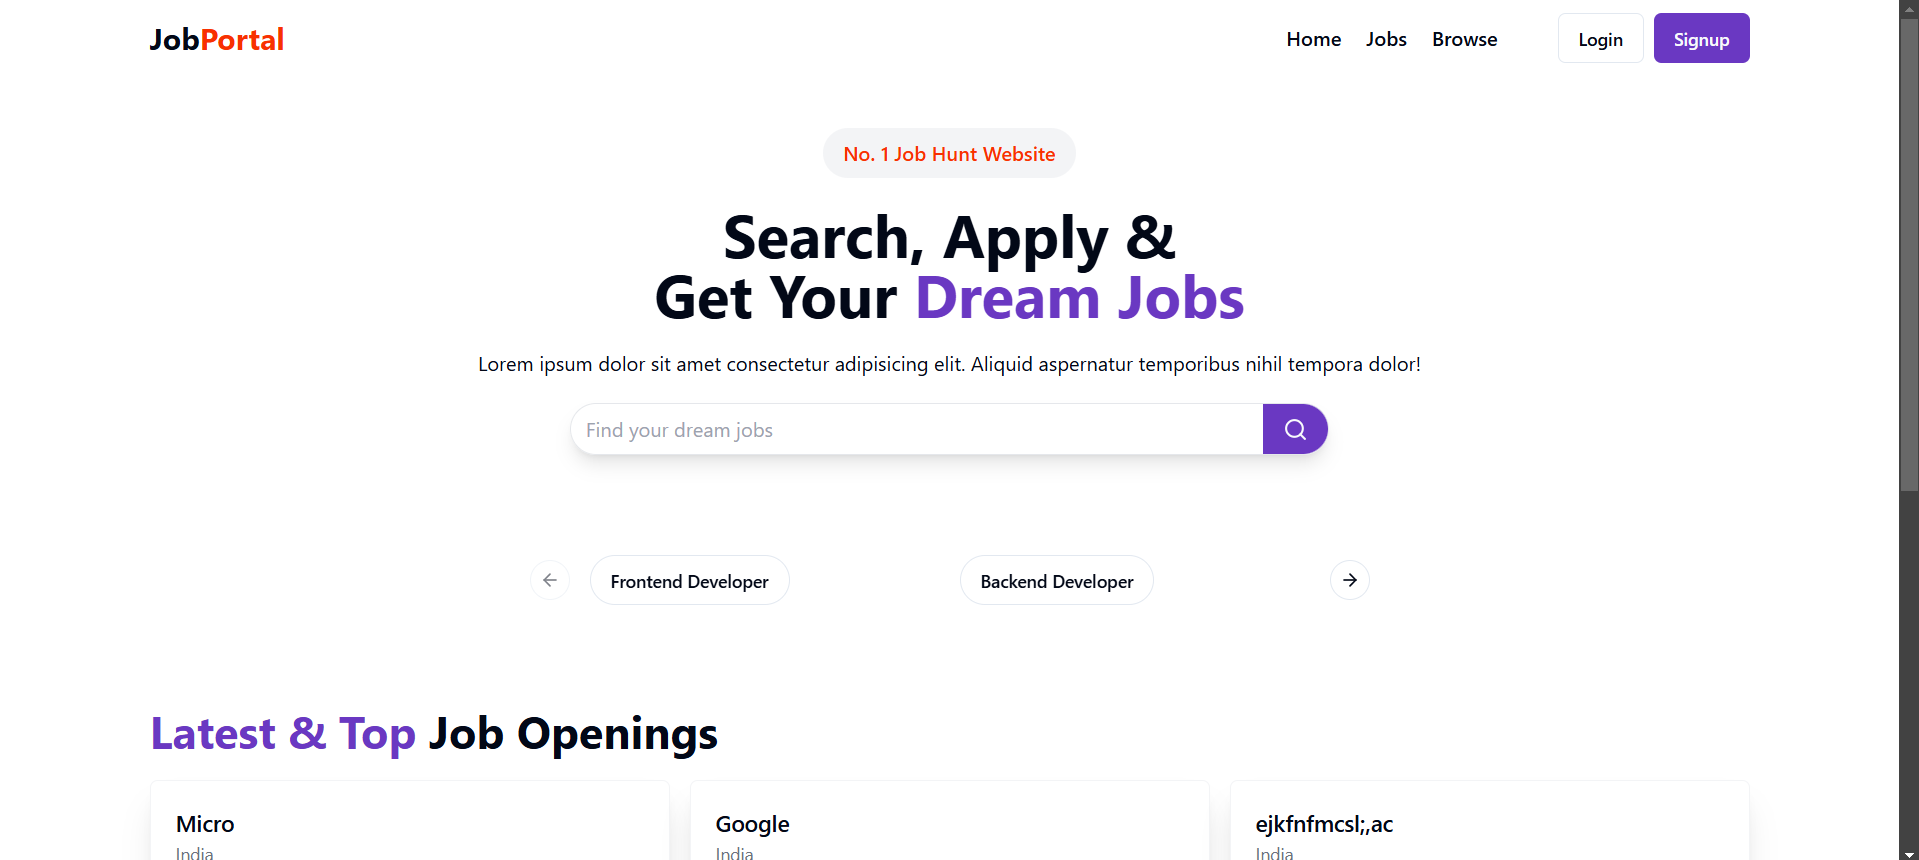 JobPortal
Home
Jobs
Browse
Login
Signup
No. 1 Job Hunt Website
Search, Apply &
Get Your Dream Jobs
Lorem ipsum dolor sit amet consectetur adipisicing elit. Aliquid aspernatur temporibus nihil tempora dolor!
Find your dream jobs
Frontend Developer
Backend Developer
Latest & Top Job Openings
Micro
India
Google
India
ejkfnfmcsl;,ac
India